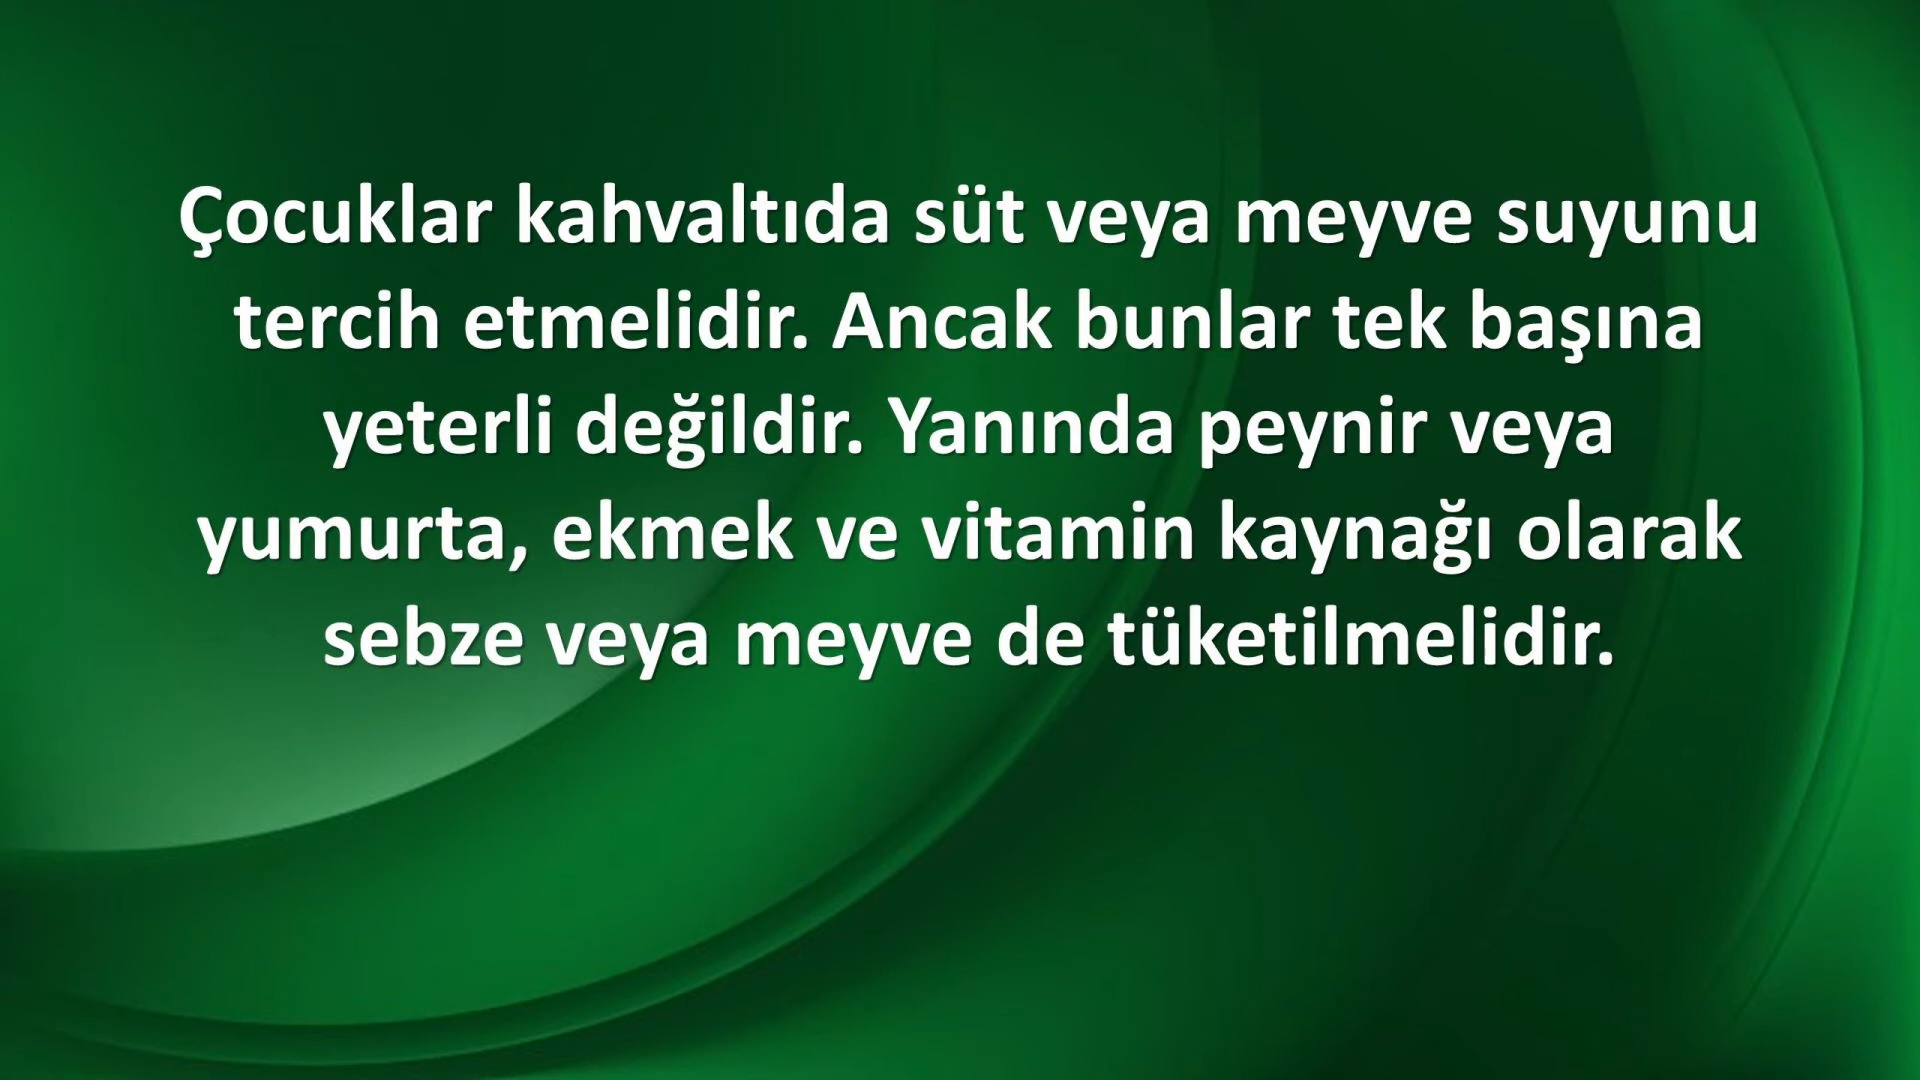 Çocuklar kahvaltıda süt veya meyve suyunu
tercih etmelidir. Ancak bunlar tek başına
yeterli değildir. Yanında peynir veya
yumurta, ekmek ve vitamin kaynağı olarak
sebze veya meyve de tüketilmelidir.